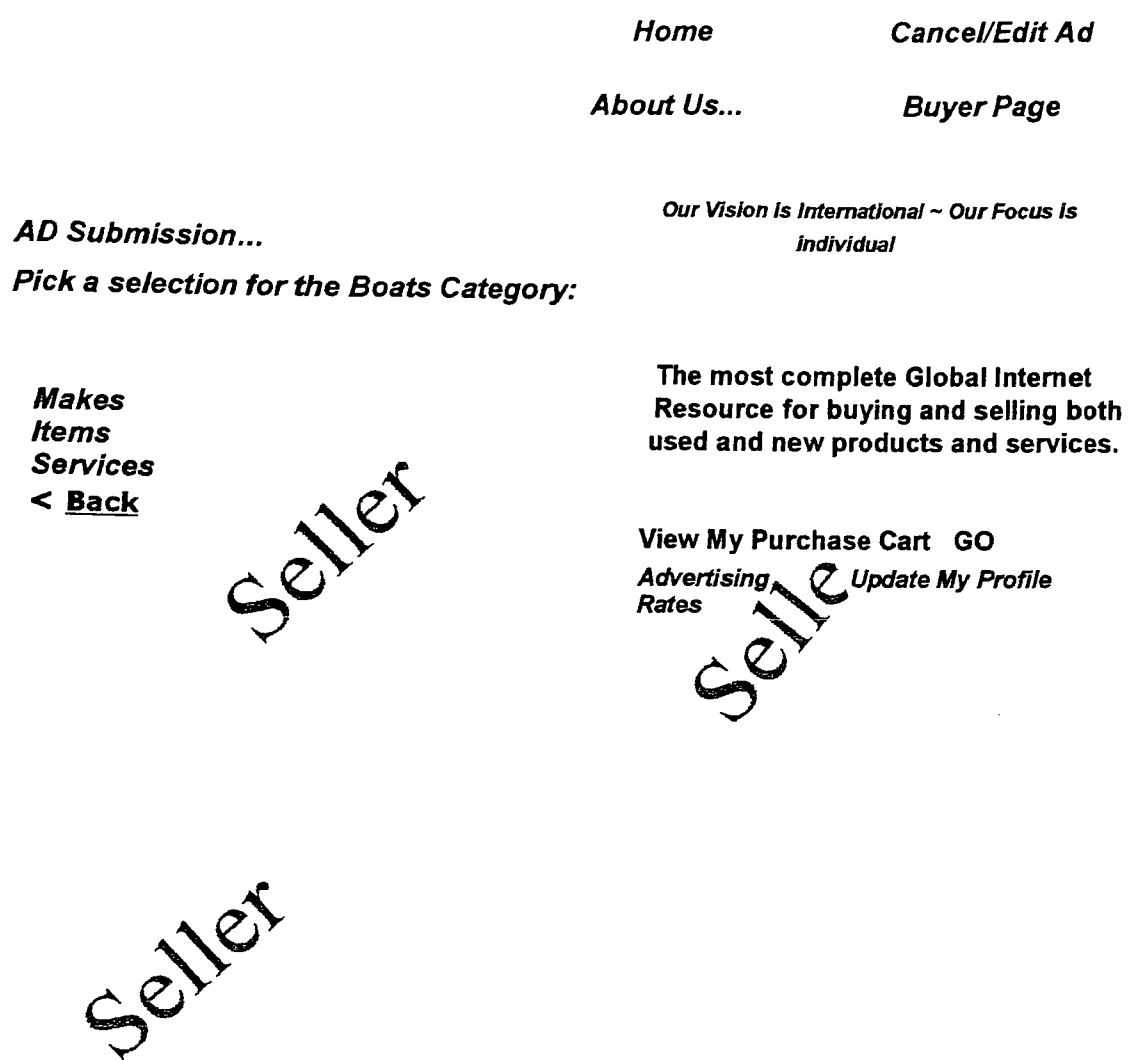 Home Cancel/Edit Ad
About Us... Buyer Page
Our Vision is International ~ Our Focus is
individual
AD Submission...
Pick a selection for the Boats Category:
The most complete Global Internet
Resource for buying and selling both
used and new products and services.
Makes
Items
Services
< Back
View My Purchase Cart GO
Advertising Update My Profile
Rates
Seller
Selle
Seller